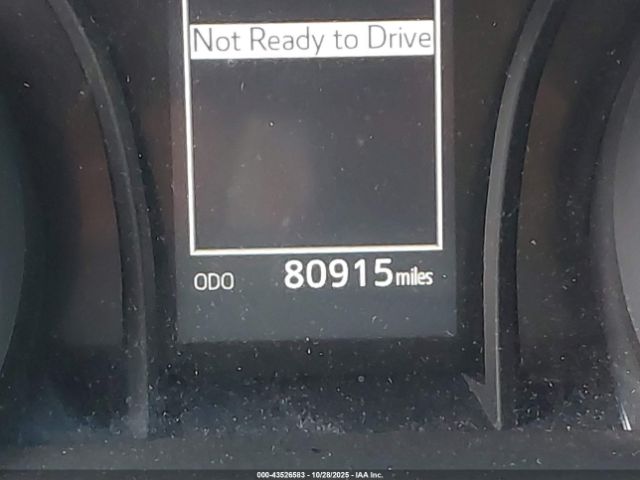 Not Ready to Drive
ODO 80915 miles
000-43526583 - 10/28/2025 - IAA Inc.